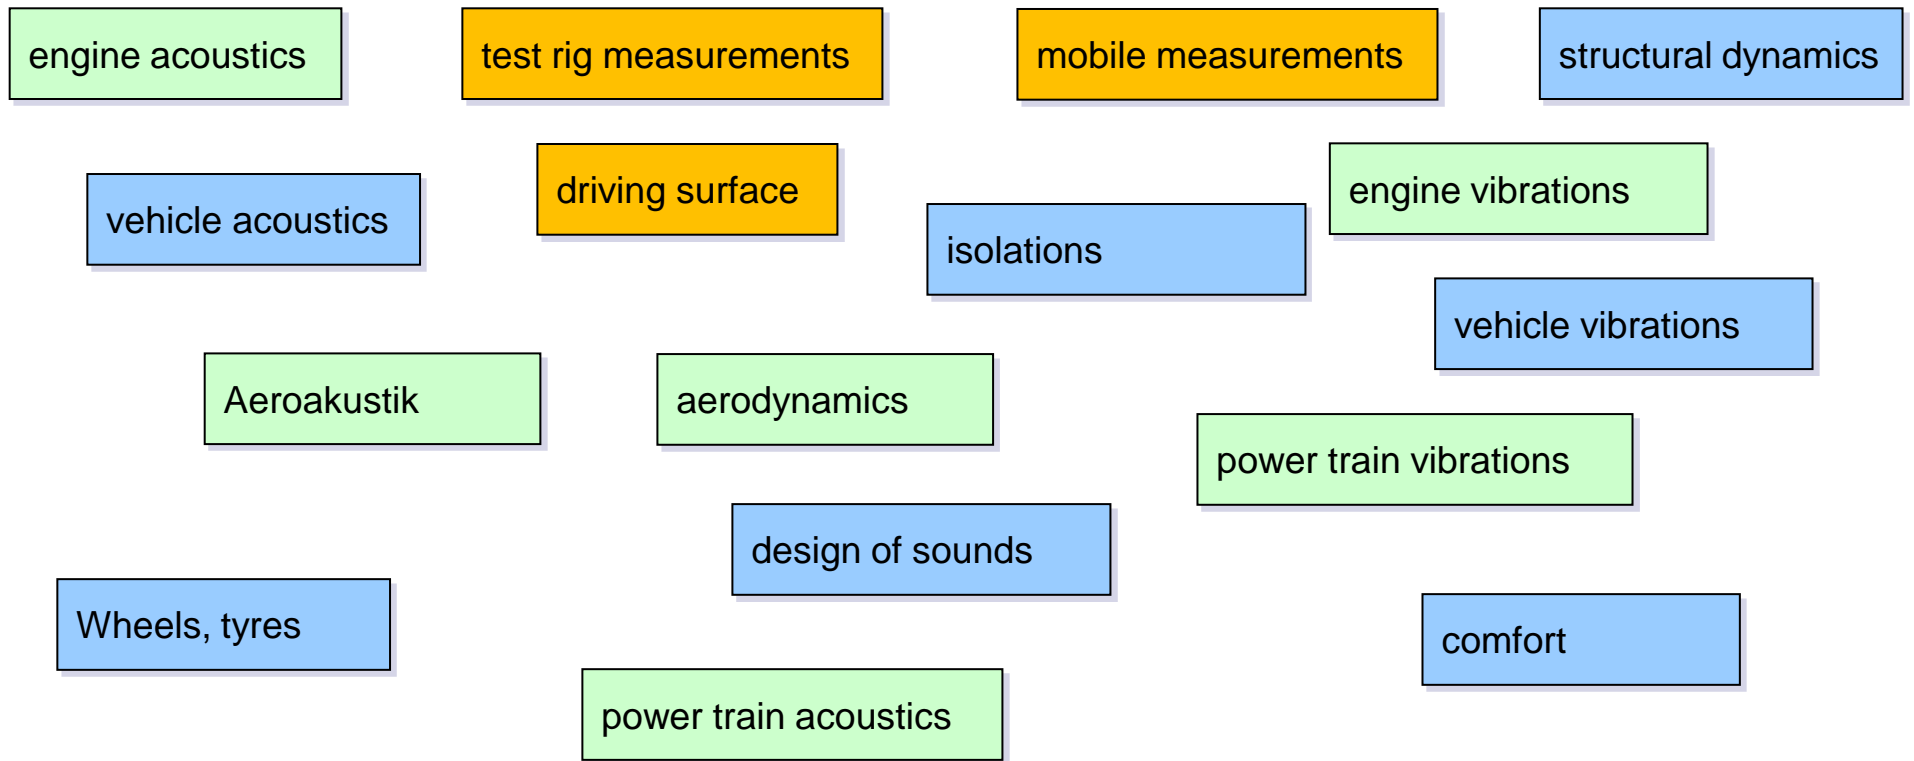 engine acoustics
test rig measurements
mobile measurements
structural dynamics
driving surface
engine vibrations
vehicle acoustics
isolations
vehicle vibrations
Aeroakustik
aerodynamics
power train vibrations
design of sounds
Wheels, tyres
comfort
power train acoustics